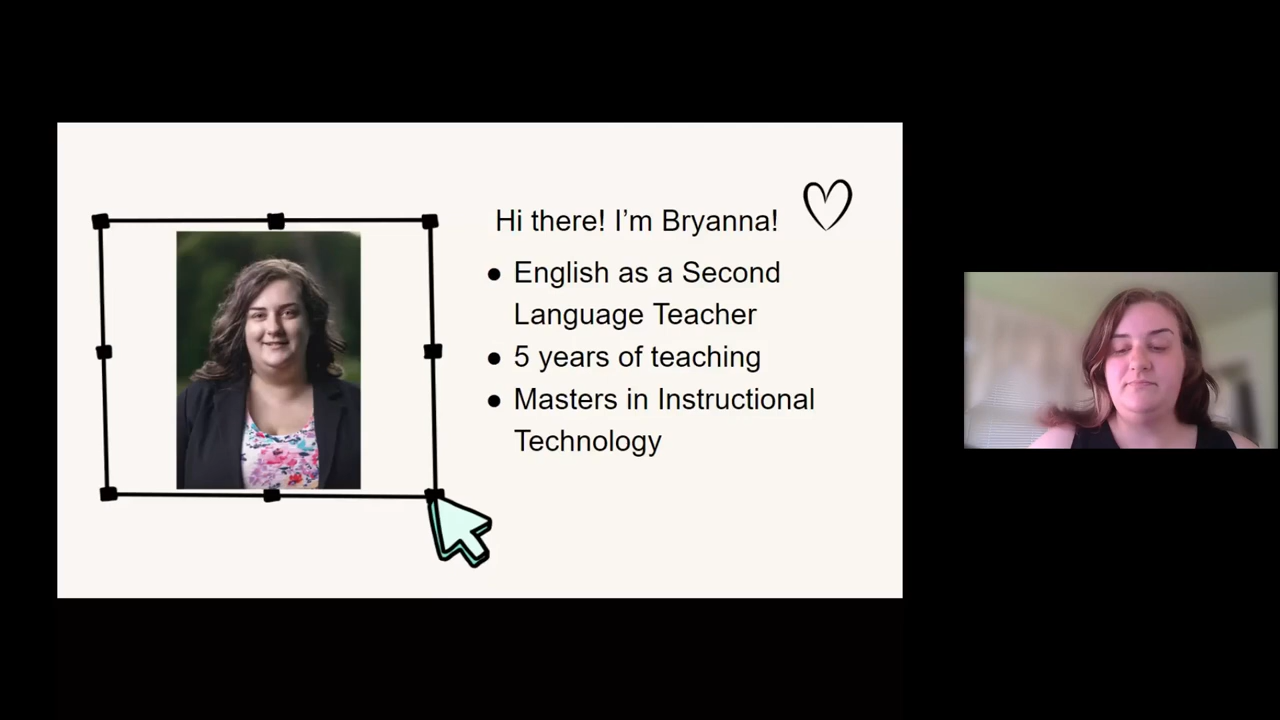 Hi there! I’m Bryanna!
● English as a Second
Language Teacher
● 5 years of teaching
● Masters in Instructional
Technology